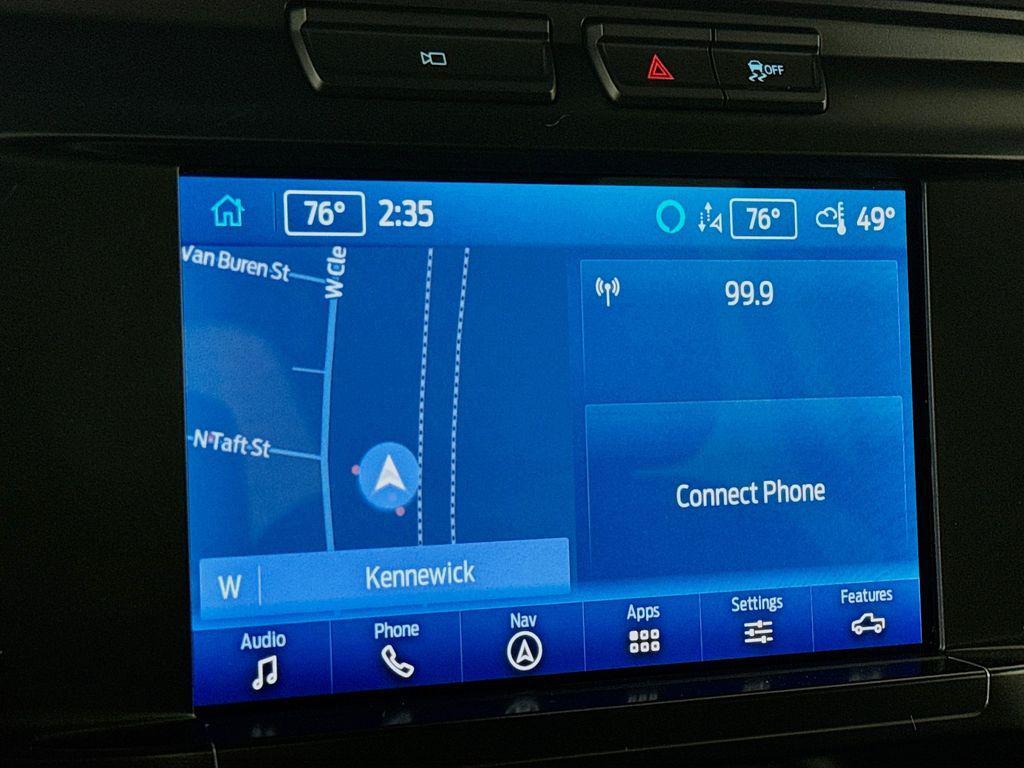 OFF
76° 2:35 76° 49°
Van Buren St
W Cle
99.9
N Taft St
Connect Phone
W Kennewick
Audio Phone Nav Apps Settings Features